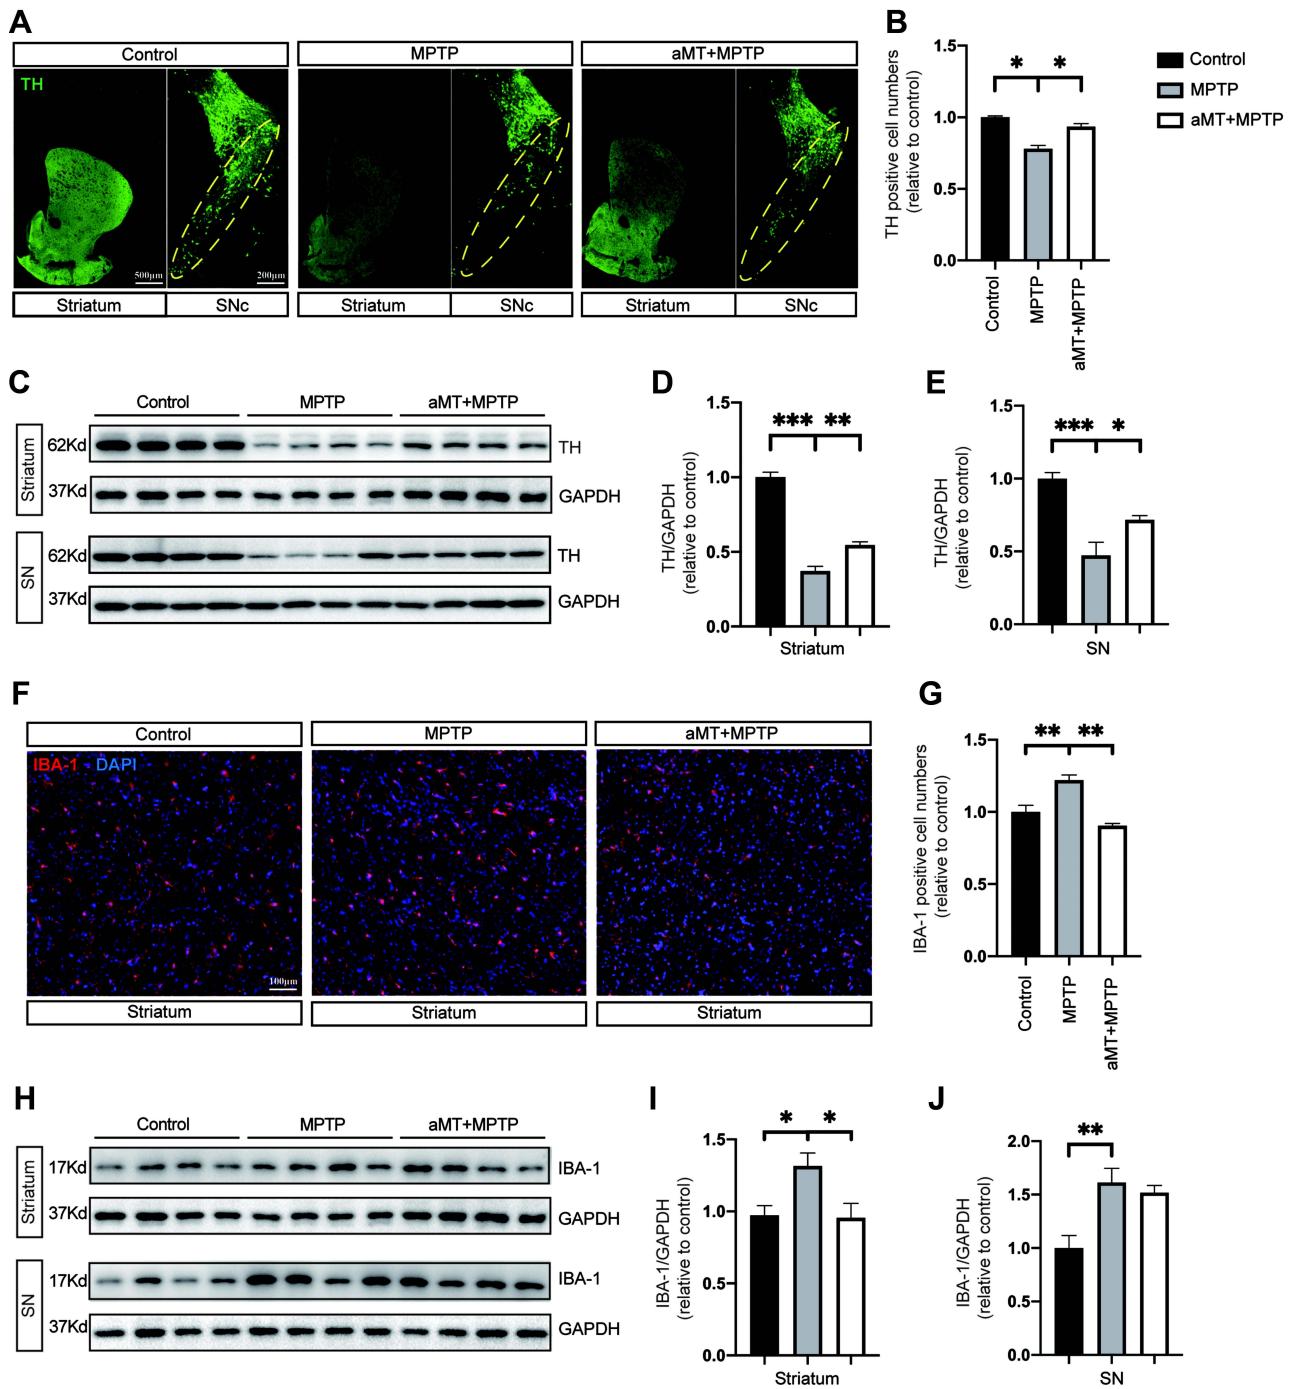 A
Control
MPTP
aMT+MPTP
TH
500μm
200μm
Striatum
SNc
Striatum
SNc
Striatum
SNc
B
TH positive cell numbers
(relative to control)
1.5
1.0
0.5
0.0
* *
Control
MPTP
aMT+MPTP
Control
MPTP
aMT+MPTP
C
Control
MPTP
aMT+MPTP
Striatum
62Kd
TH
37Kd
GAPDH
SN
62Kd
TH
37Kd
GAPDH
D
TH/GAPDH
(relative to control)
1.5
1.0
0.5
0.0
*** **
Striatum
E
TH/GAPDH
(relative to control)
1.5
1.0
0.5
0.0
*** *
SN
F
Control
MPTP
aMT+MPTP
IBA-1 DAPI
100μm
Striatum
Striatum
Striatum
G
IBA-1 positive cell numbers
(relative to control)
1.5
1.0
0.5
0.0
** **
Control
MPTP
aMT+MPTP
H
Control
MPTP
aMT+MPTP
Striatum
17Kd
IBA-1
37Kd
GAPDH
SN
17Kd
IBA-1
37Kd
GAPDH
I
IBA-1/GAPDH
(relative to control)
1.5
1.0
0.5
0.0
* *
Striatum
J
IBA-1/GAPDH
(relative to control)
2.0
1.5
1.0
0.5
0.0
**
SN